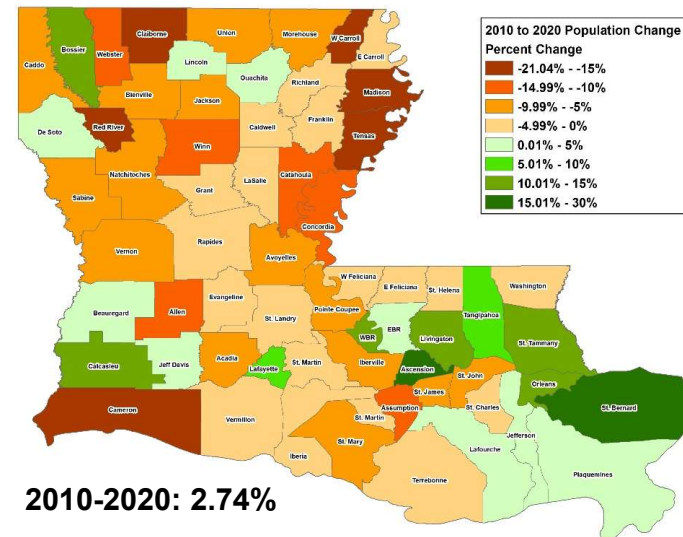 2010 to 2020 Population Change
Percent Change
-21.04% - -15%
-14.99% - -10%
-9.99% - -5%
-4.99% - 0%
0.01% - 5%
5.01% - 10%
10.01% - 15%
15.01% - 30%
Caddo
Bossier
Webster
Claiborne
Union
Morehouse
W Carroll
E Carroll
Lincoln
Ouachita
Richland
Madison
Bienville
Jackson
De Soto
Red River
Caldwell
Franklin
Tensas
Winn
Natchitoches
Sabine
Grant
LaSalle
Catahoula
Concordia
Vernon
Rapides
Avoyelles
Beauregard
Allen
Evangeline
St. Landry
Pointe Coupee
W Feliciana
E Feliciana
St. Helena
Washington
Tangipahoa
WBR
EBR
Livingston
St. Tammany
Calcasieu
Jeff Davis
Acadia
Lafayette
St. Martin
Iberville
Ascension
St. James
St. John
Orleans
St. Bernard
Cameron
Vermilion
Iberia
St. Martin
St. Mary
Assumption
St. Charles
Lafourche
Jefferson
Terrebonne
Plaquemines
2010-2020: 2.74%